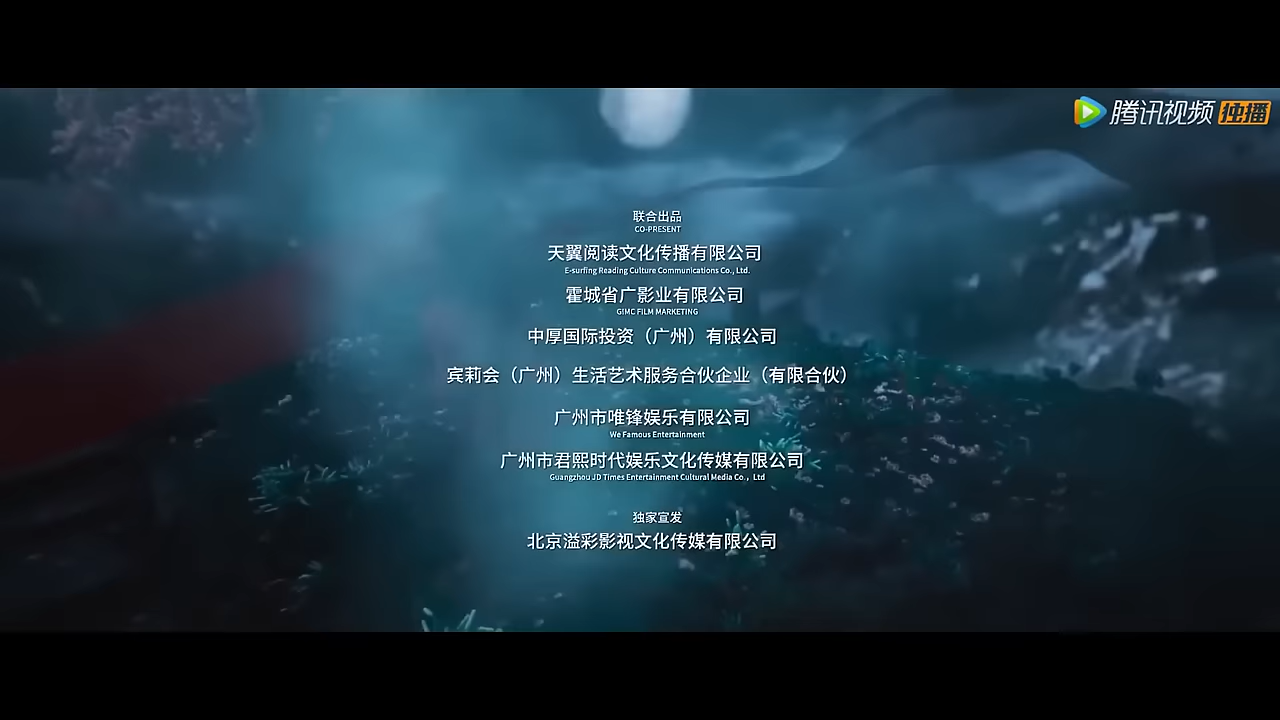 腾讯视频 独播
联合出品
CO-PRESENT
天翼阅读文化传播有限公司
E-surfing Reading Culture Communications Co., Ltd.
霍城省广影业有限公司
GIMC FILM MARKETING
中厚国际投资（广州）有限公司
宾莉会（广州）生活艺术服务合伙企业（有限合伙）
广州市唯锋娱乐有限公司
We Famous Entertainment
广州市君熙时代娱乐文化传媒有限公司
Guangzhou JD Times Entertainment Cultural Media Co.，Ltd
独家宣发
北京溢彩影视文化传媒有限公司